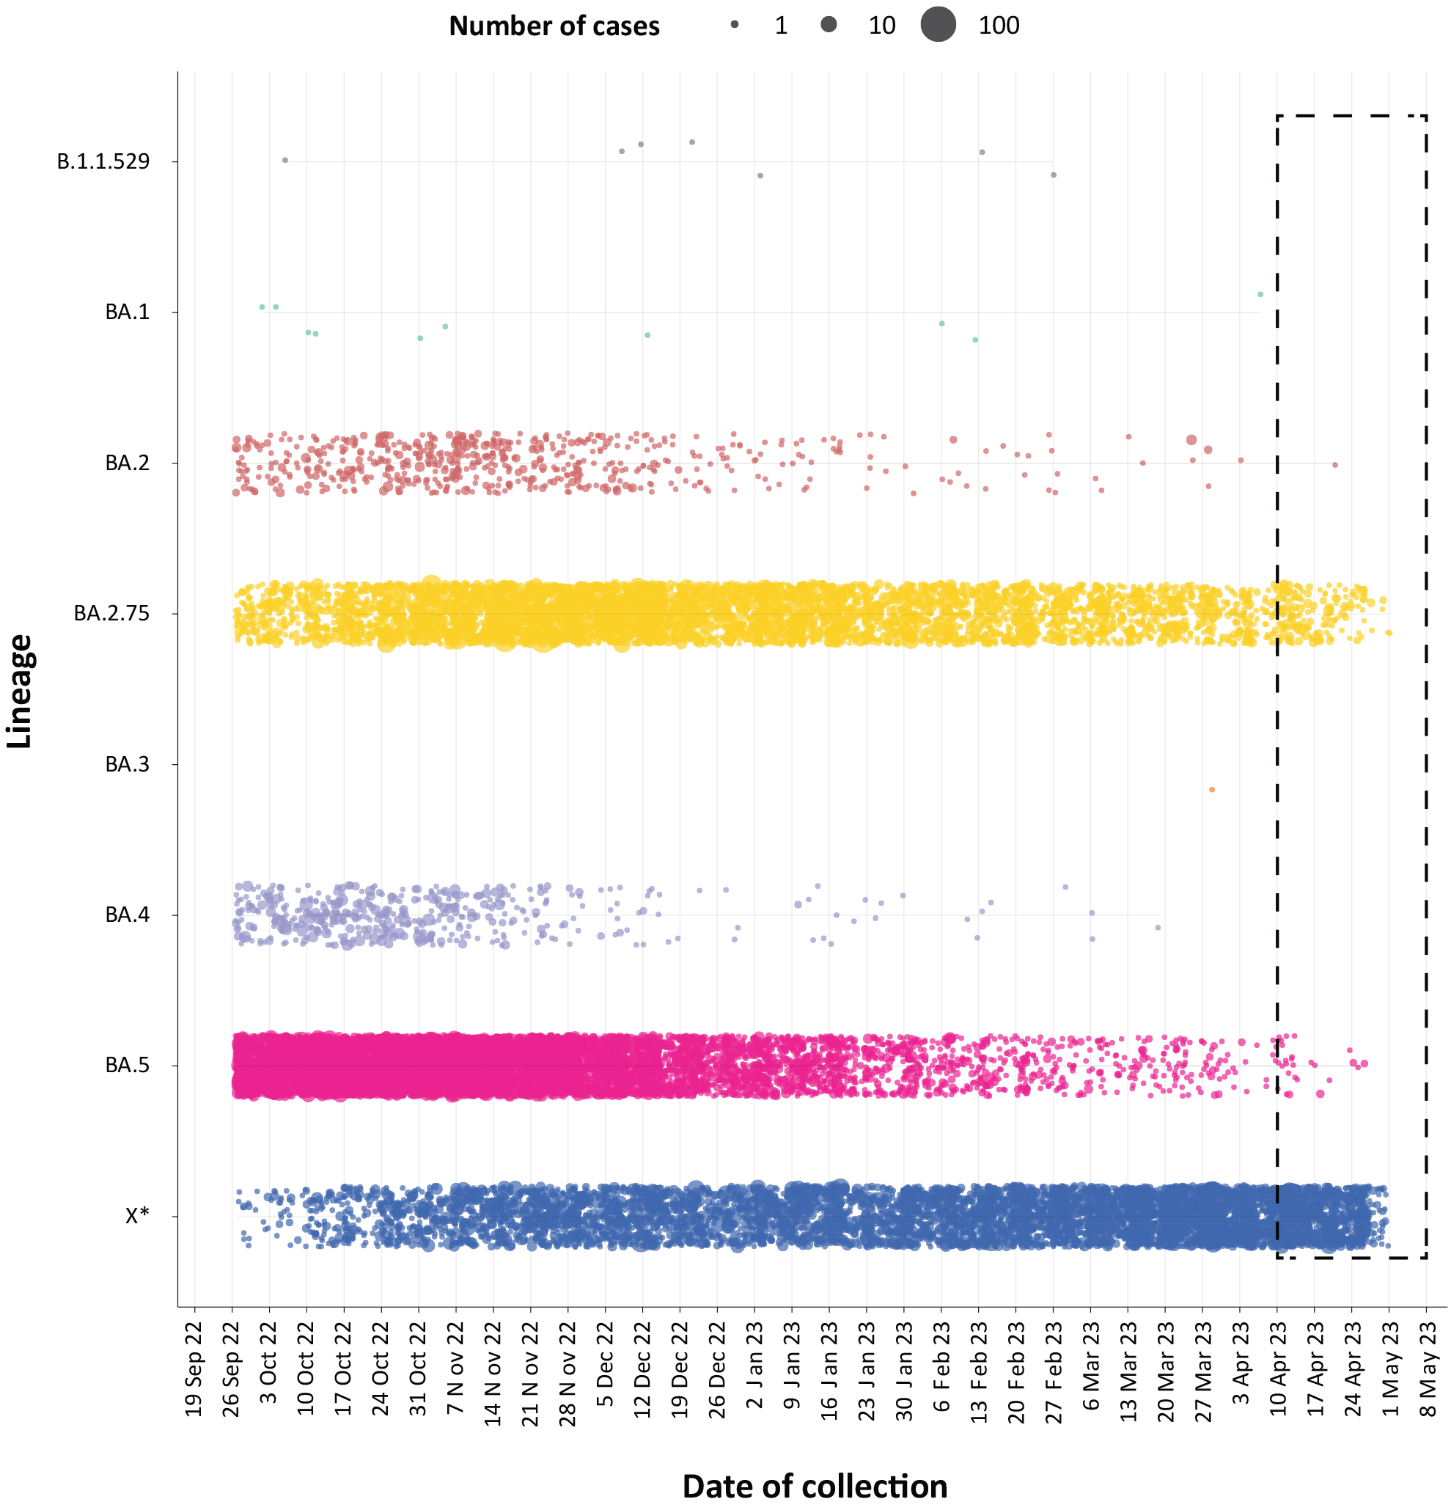 Number of cases 1 10 100
B.1.1.529
BA.1
BA.2
BA.2.75
BA.3
BA.4
BA.5
X*
Lineage
19 Sep 22
26 Sep 22
3 Oct 22
10 Oct 22
17 Oct 22
24 Oct 22
31 Oct 22
7 Nov 22
14 Nov 22
21 Nov 22
28 Nov 22
5 Dec 22
12 Dec 22
19 Dec 22
26 Dec 22
2 Jan 23
9 Jan 23
16 Jan 23
23 Jan 23
30 Jan 23
6 Feb 23
13 Feb 23
20 Feb 23
27 Feb 23
6 Mar 23
13 Mar 23
20 Mar 23
27 Mar 23
3 Apr 23
10 Apr 23
17 Apr 23
24 Apr 23
1 May 23
8 May 23
Date of collection